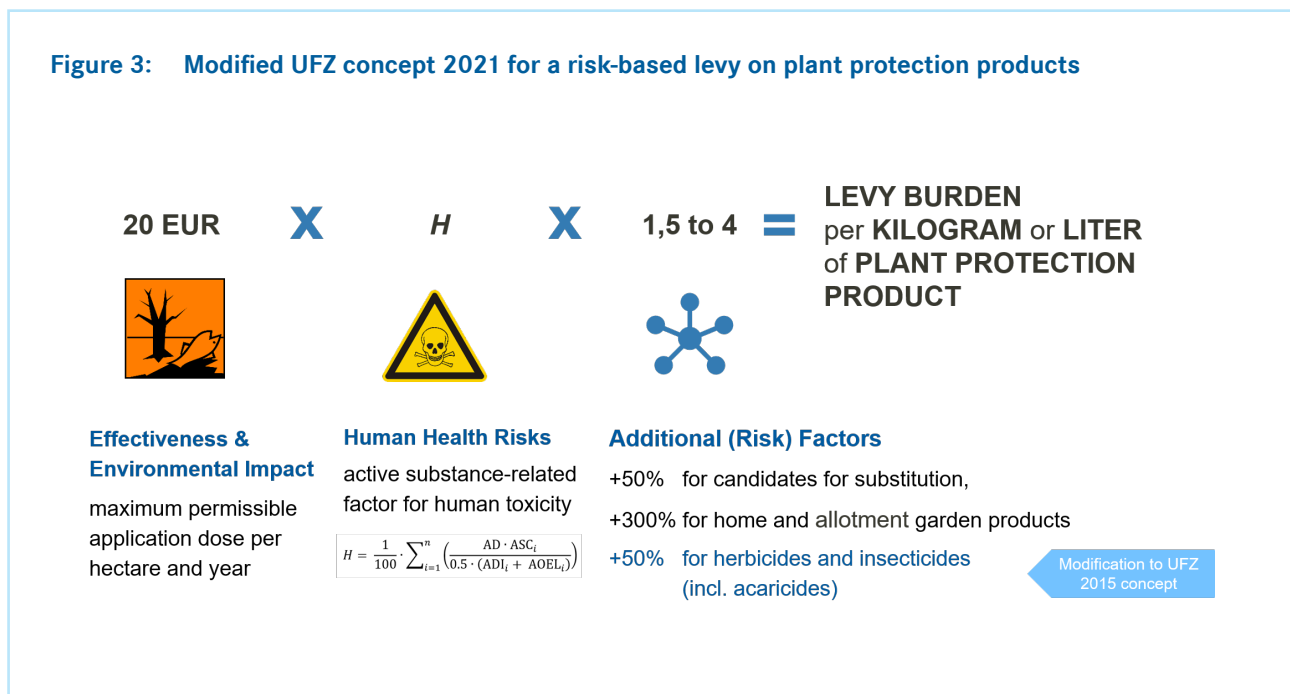 Figure 3: Modified UFZ concept 2021 for a risk-based levy on plant protection products
20 EUR X H X 1,5 to 4 =
LEVY BURDEN
per KILOGRAM or LITER
of PLANT PROTECTION
PRODUCT
Effectiveness &
Environmental Impact
maximum permissible
application dose per
hectare and year
Human Health Risks
active substance-related
factor for human toxicity
H = 1/100 · ∑ⁿᵢ₌₁ (AD · ASCᵢ / 0.5 · (ADIᵢ + AOELᵢ))
Additional (Risk) Factors
+50% for candidates for substitution,
+300% for home and allotment garden products
+50% for herbicides and insecticides
(incl. acaricides)
Modification to UFZ
2015 concept